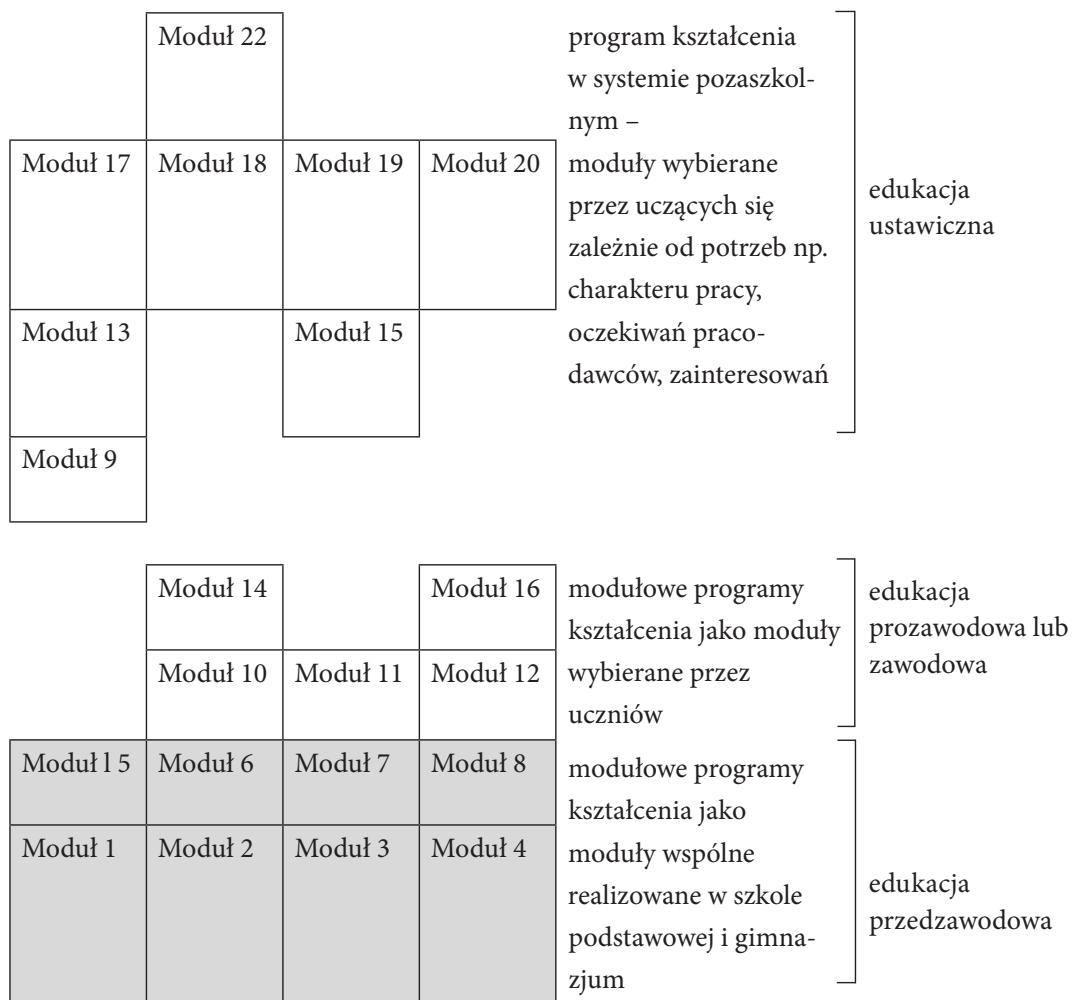 Moduł 22
program kształcenia
w systemie pozaszkol-
nym –
Moduł 17 Moduł 18 Moduł 19 Moduł 20
moduły wybierane
przez uczących się
zależnie od potrzeb np.
charakteru pracy,
Moduł 13 Moduł 15
oczekiwań praco-
dawców, zainteresowań
edukacja
ustawiczna
Moduł 9
Moduł 14 Moduł 16
modułowe programy
kształcenia jako moduły
Moduł 10 Moduł 11 Moduł 12
wybierane przez
uczniów
edukacja
prozawodowa lub
zawodowa
Moduł l 5 Moduł 6 Moduł 7 Moduł 8
modułowe programy
kształcenia jako
Moduł 1 Moduł 2 Moduł 3 Moduł 4
moduły wspólne
realizowane w szkole
podstawowej i gimna-
zjum
edukacja
przedzawodowa